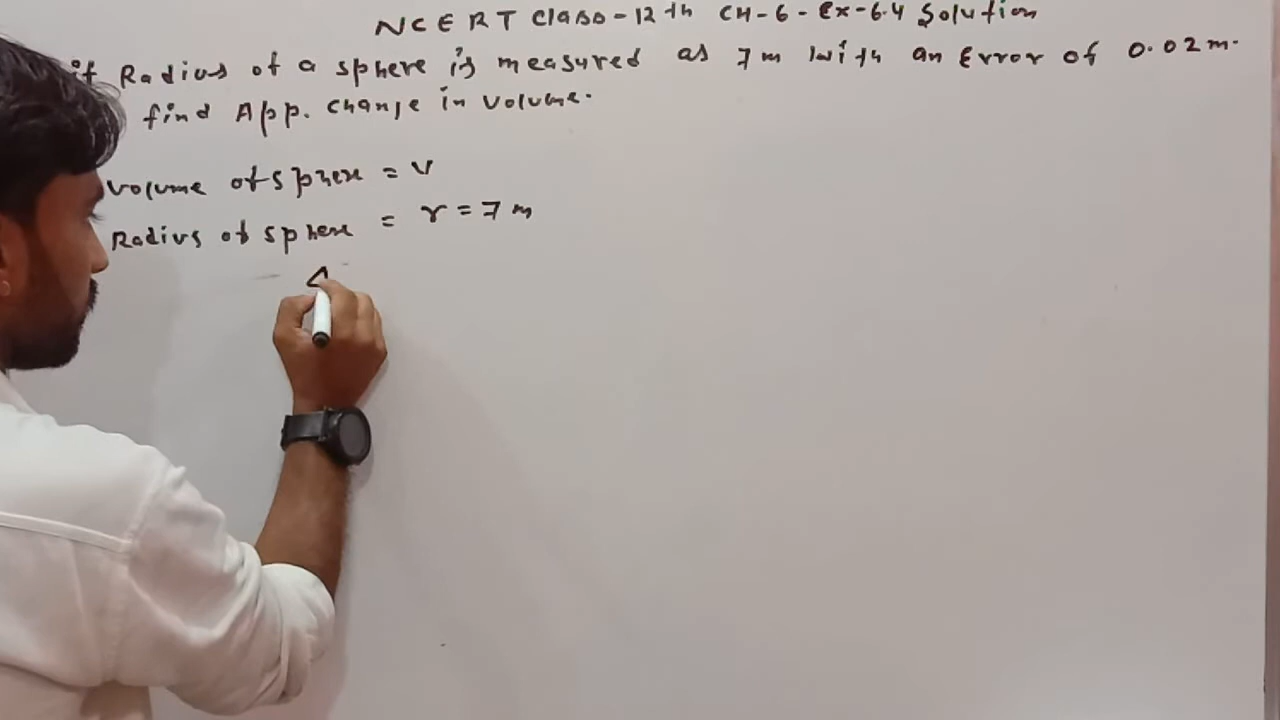 NCERT Class-12th CH-6-Ex-6.4 Solution
if Radius of a sphere is measured as 7m with an Error of 0.02m.
find App. change in volume.
volume of sphere = V
Radius of sphere = r = 7 m
Δ